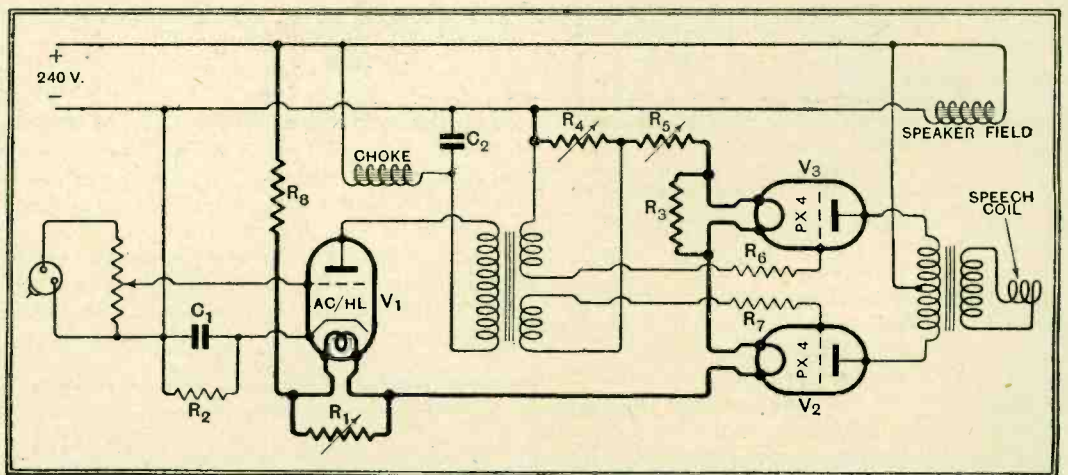 +
240 V.
−
R4
R5
C2
SPEAKER FIELD
CHOKE
R8
R3
V3
PX 4
SPEECH
COIL
R6
V1
AC/HL
C1
R7
PX 4
R2
R1
V2